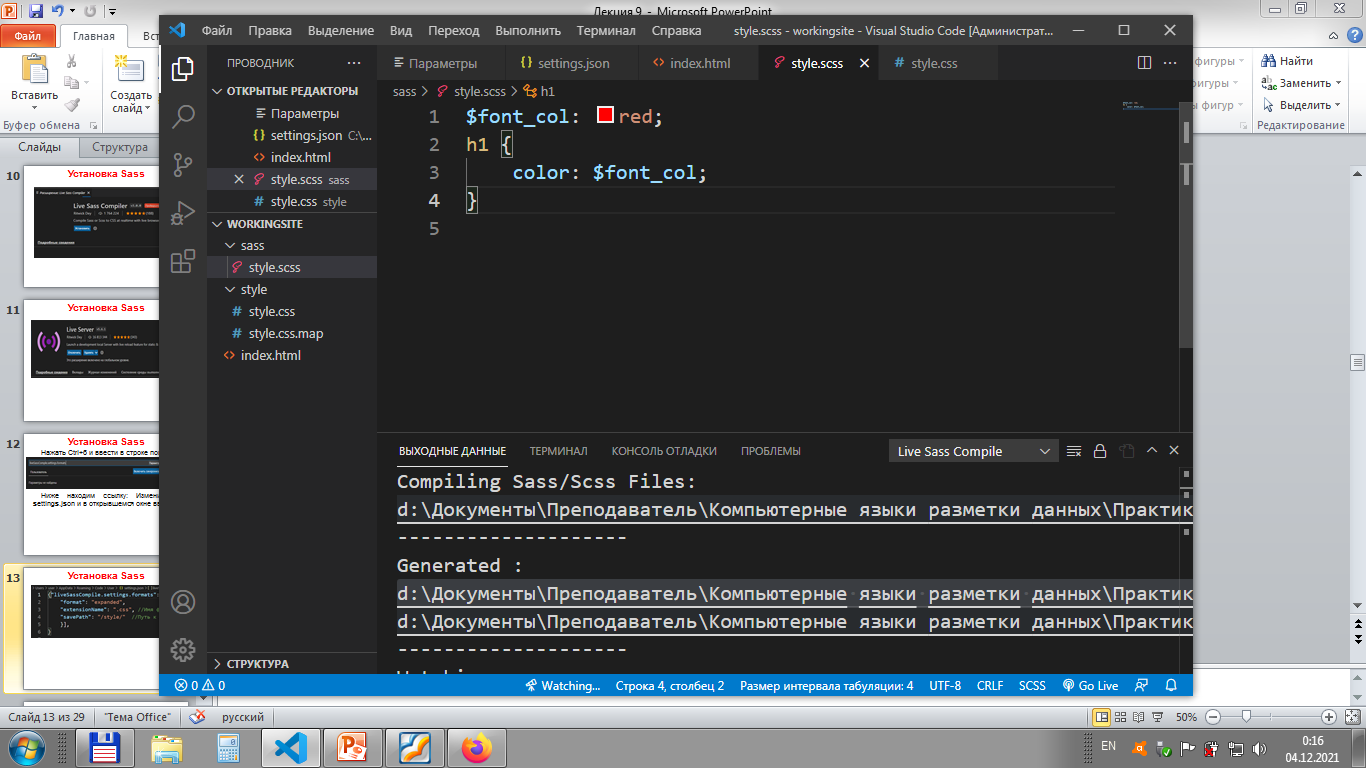 Лекция 9 - Microsoft PowerPoint
Файл
Главная
Вст
Вставить
Создать
слайд
Буфер обмена
Слайды
Структура
фигуры
ы фигур
Найти
Заменить
Выделить
Редактирование
10
Установка Sass
Live Sass Compiler
11
Установка Sass
Live Server
12
Установка Sass
Нажать Ctrl+б и ввести в строке пои
Ниже находим ссылку: Измени
settings.json и в открывшемся окне вв
13
Установка Sass
{"liveSassCompile.settings.formats":
"format": "expanded",
"extensionName": ".css",
"savePath": "/style/"
}],
}
Файл Правка Выделение Вид Переход Выполнить Терминал Справка
style.scss - workingsite - Visual Studio Code [Администрат...
ПРОВОДНИК
ОТКРЫТЫЕ РЕДАКТОРЫ
Параметры
settings.json C:\...
index.html
style.scss sass
style.css style
WORKINGSITE
sass
style.scss
style
style.css
style.css.map
index.html
СТРУКТУРА
Параметры settings.json index.html style.scss style.css
sass > style.scss > h1
1 $font_col: red;
2 h1 {
3 color: $font_col;
4 }
5
ВЫХОДНЫЕ ДАННЫЕ ТЕРМИНАЛ КОНСОЛЬ ОТЛАДКИ ПРОБЛЕМЫ
Live Sass Compile
Compiling Sass/Scss Files:
d:\Документы\Преподаватель\Компьютерные языки разметки данных\Практик
--------------------
Generated :
d:\Документы\Преподаватель\Компьютерные языки разметки данных\Практик
d:\Документы\Преподаватель\Компьютерные языки разметки данных\Практик
--------------------
0 0 Watching... Строка 4, столбец 2 Размер интервала табуляции: 4 UTF-8 CRLF SCSS Go Live
Слайд 13 из 29 "Тема Office" русский 50%
EN
0:16
04.12.2021